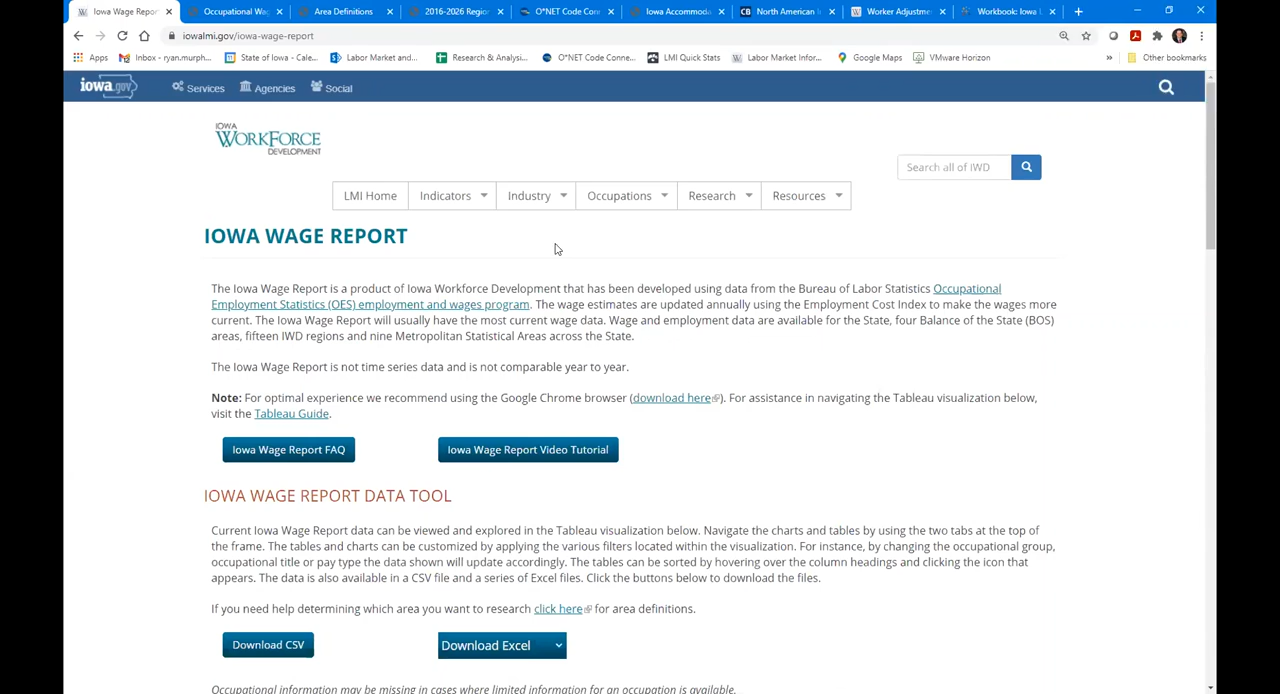 Iowa Wage Report
Occupational Wag
Area Definitions
2016-2026 Region
O*NET Code Conn
Iowa Accommoda
North American I
Worker Adjustme
Workbook: Iowa L
iowalmi.gov/iowa-wage-report
Apps
Inbox - ryan.murph...
State of Iowa - Cale...
Labor Market and...
Research & Analysi...
O*NET Code Conne...
LMI Quick Stats
Labor Market Infor...
Google Maps
VMware Horizon
»
Other bookmarks
iowa.gov
Services
Agencies
Social
IOWA
WORKFORCE
DEVELOPMENT
Search all of IWD
LMI Home
Indicators
Industry
Occupations
Research
Resources
IOWA WAGE REPORT
The Iowa Wage Report is a product of Iowa Workforce Development that has been developed using data from the Bureau of Labor Statistics Occupational
Employment Statistics (OES) employment and wages program. The wage estimates are updated annually using the Employment Cost Index to make the wages more
current. The Iowa Wage Report will usually have the most current wage data. Wage and employment data are available for the State, four Balance of the State (BOS)
areas, fifteen IWD regions and nine Metropolitan Statistical Areas across the State.
The Iowa Wage Report is not time series data and is not comparable year to year.
Note: For optimal experience we recommend using the Google Chrome browser (download here). For assistance in navigating the Tableau visualization below,
visit the Tableau Guide.
Iowa Wage Report FAQ
Iowa Wage Report Video Tutorial
IOWA WAGE REPORT DATA TOOL
Current Iowa Wage Report data can be viewed and explored in the Tableau visualization below. Navigate the charts and tables by using the two tabs at the top of
the frame. The tables and charts can be customized by applying the various filters located within the visualization. For instance, by changing the occupational group,
occupational title or pay type the data shown will update accordingly. The tables can be sorted by hovering over the column headings and clicking the icon that
appears. The data is also available in a CSV file and a series of Excel files. Click the buttons below to download the files.
If you need help determining which area you want to research click here for area definitions.
Download CSV
Download Excel
Occupational information may be missing in cases where limited information for an occupation is available.